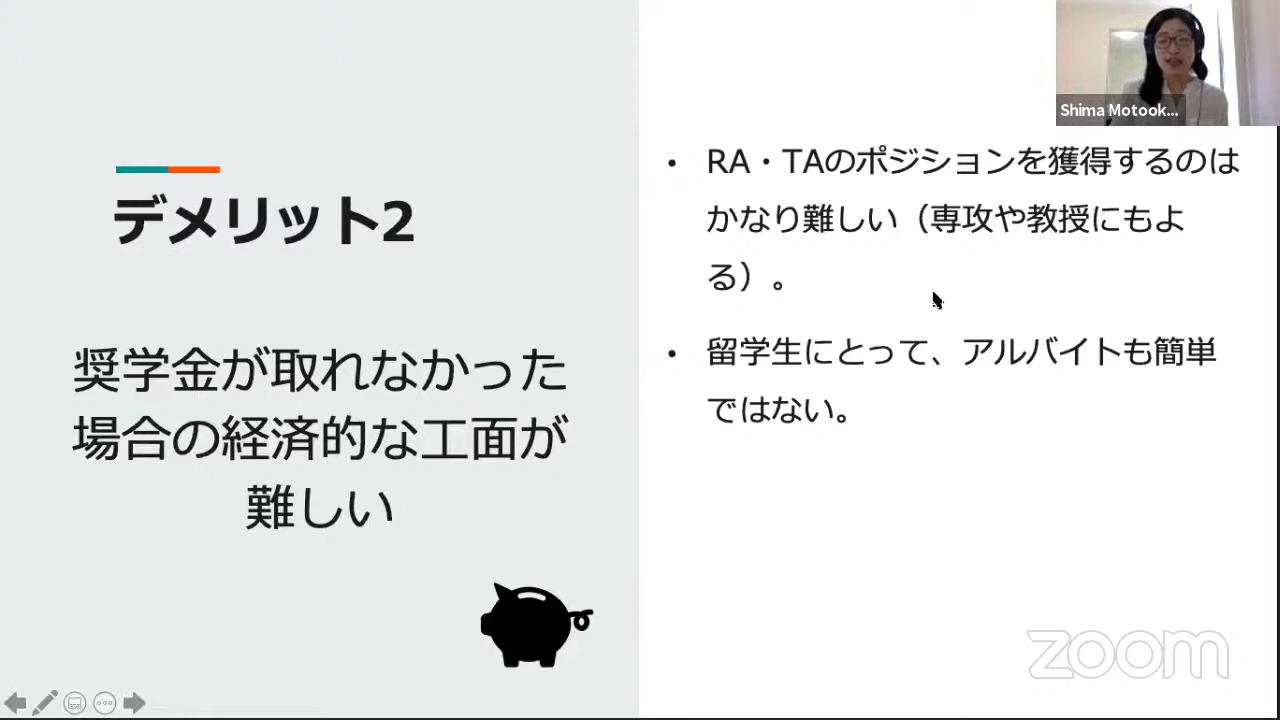 Shima Motook...
デメリット2
奨学金が取れなかった
場合の経済的な工面が
難しい
• RA・TAのポジションを獲得するのは
かなり難しい（専攻や教授にもよ
る）。
• 留学生にとって、アルバイトも簡単
ではない。
zoom